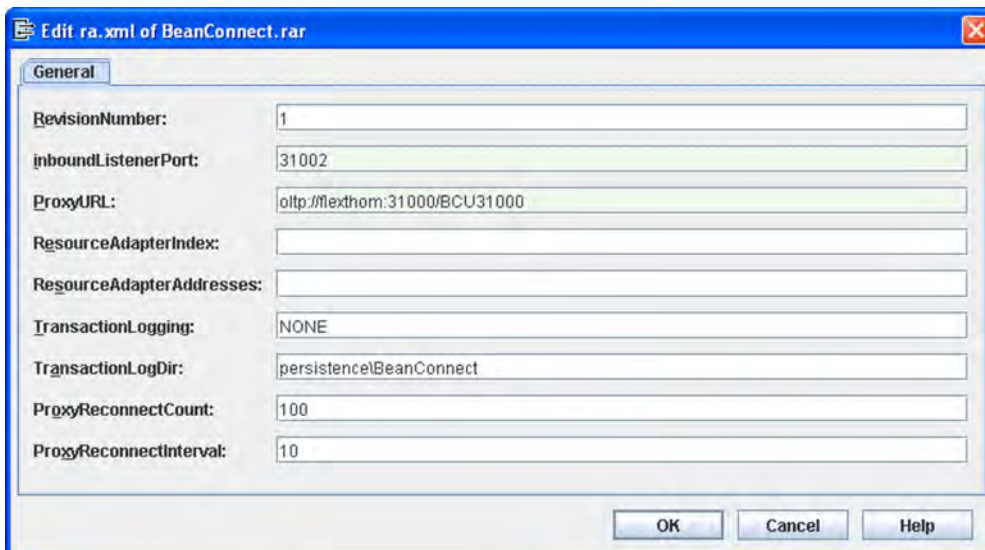 Edit ra.xml of BeanConnect.rar
General
RevisionNumber: 1
inboundListenerPort: 31002
ProxyURL: oltp://flexthom:31000/BCU31000
ResourceAdapterIndex:
ResourceAdapterAddresses:
TransactionLogging: NONE
TransactionLogDir: persistence\BeanConnect
ProxyReconnectCount: 100
ProxyReconnectInterval: 10
OK Cancel Help